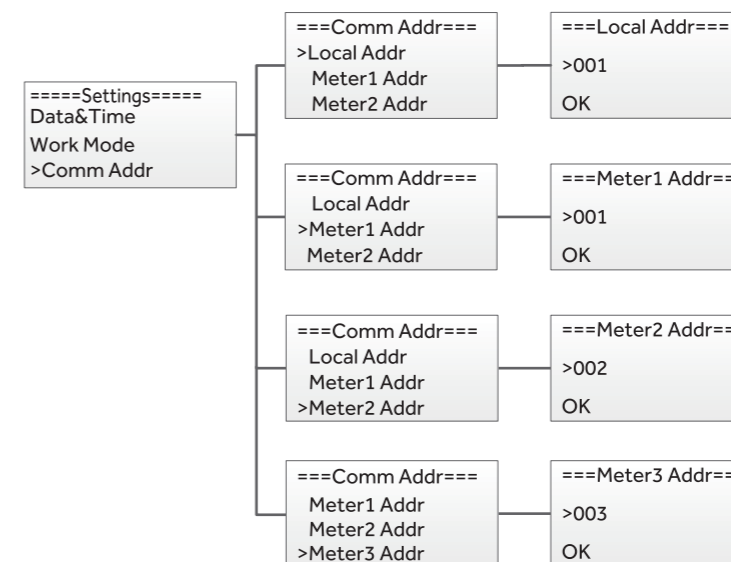 =====Settings=====
Data&Time
Work Mode
>Comm Addr
===Comm Addr===
>Local Addr
Meter1 Addr
Meter2 Addr
===Local Addr===
>001
OK
===Comm Addr===
Local Addr
>Meter1 Addr
Meter2 Addr
===Meter1 Addr==
>001
OK
===Comm Addr===
Local Addr
Meter1 Addr
>Meter2 Addr
===Meter2 Addr==
>002
OK
===Comm Addr===
Meter1 Addr
Meter2 Addr
>Meter3 Addr
===Meter3 Addr==
>003
OK